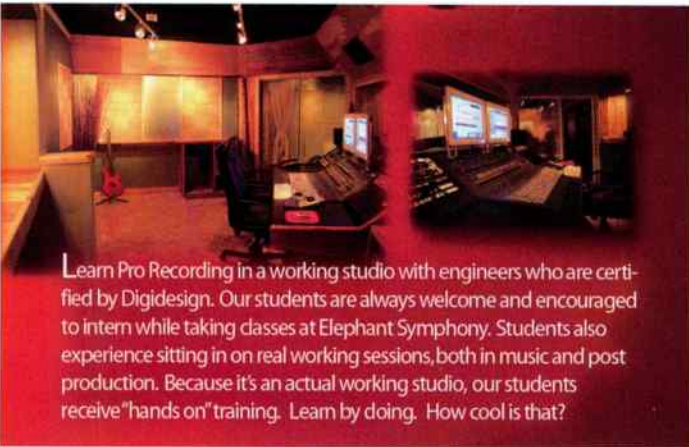 Learn Pro Recording in a working studio with engineers who are certi-
fied by Digidesign. Our students are always welcome and encouraged
to intern while taking classes at Elephant Symphony. Students also
experience sitting in on real working sessions, both in music and post
production. Because it's an actual working studio, our students
receive "hands on" training. Learn by doing. How cool is that?